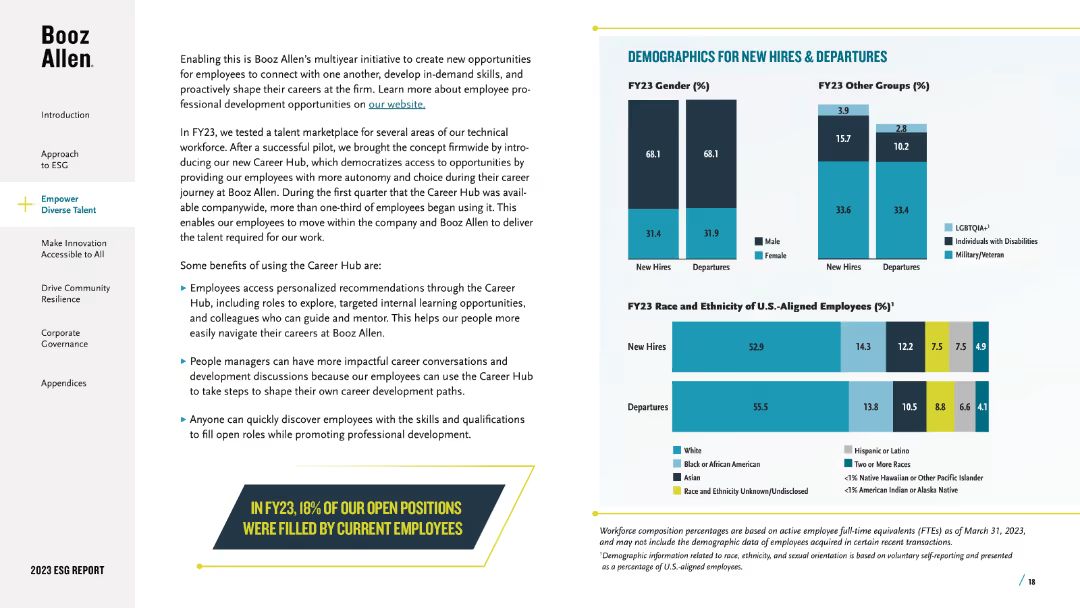 Booz
Allen.
Introduction
Approach
to ESG
Empower
Diverse Talent
Make Innovation
Accessible to All
Drive Community
Resilience
Corporate
Governance
Appendices
2023 ESG REPORT
Enabling this is Booz Allen's multiyear initiative to create new opportunities
for employees to connect with one another, develop in-demand skills, and
proactively shape their careers at the firm. Learn more about employee pro-
fessional development opportunities on our website.
In FY23, we tested a talent marketplace for several areas of our technical
workforce. After a successful pilot, we brought the concept firmwide by intro-
ducing our new Career Hub, which democratizes access to opportunities by
providing our employees with more autonomy and choice during their career
journey at Booz Allen. During the first quarter that the Career Hub was avail-
able companywide, more than one-third of employees began using it. This
enables our employees to move within the company and Booz Allen to deliver
the talent required for our work.
Some benefits of using the Career Hub are:
Employees access personalized recommendations through the Career
Hub, including roles to explore, targeted internal learning opportunities,
and colleagues who can guide and mentor. This helps our people more
easily navigate their careers at Booz Allen.
People managers can have more impactful career conversations and
development discussions because our employees can use the Career Hub
to take steps to shape their own career development paths.
Anyone can quickly discover employees with the skills and qualifications
to fill open roles while promoting professional development.
IN FY23, 18% OF OUR OPEN POSITIONS
WERE FILLED BY CURRENT EMPLOYEES
DEMOGRAPHICS FOR NEW HIRES & DEPARTURES
FY23 Gender (%)
68.1 68.1
31.4 31.9
New Hires Departures
Male
Female
FY23 Other Groups (%)
3.9
2.8
15.7
10.2
33.6 33.4
New Hires Departures
LGBTQIA+¹
Individuals with Disabilities
Military/Veteran
FY23 Race and Ethnicity of U.S.-Aligned Employees (%)¹
New Hires 52.9 14.3 12.2 7.5 7.5 4.9
Departures 55.5 13.8 10.5 8.8 6.6 4.1
White
Black or African American
Asian
Race and Ethnicity Unknown/Undisclosed
Hispanic or Latino
Two or More Races
<1% Native Hawaiian or Other Pacific Islander
<1% American Indian or Alaska Native
Workforce composition percentages are based on active employee full-time equivalents (FTEs) as of March 31, 2023,
and may not include the demographic data of employees acquired in certain recent transactions.
¹Demographic information related to race, ethnicity, and sexual orientation is based on voluntary self-reporting and presented
as a percentage of U.S.-aligned employees.
/ 18